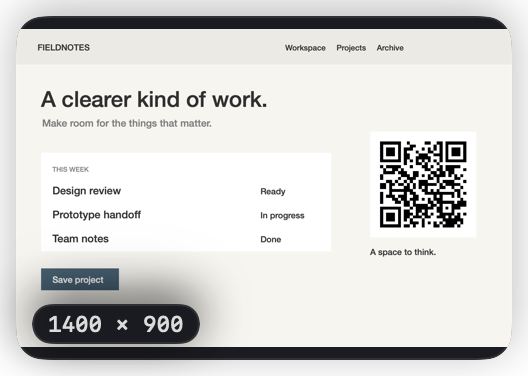 FIELDNOTES
Workspace Projects Archive
A clearer kind of work.
Make room for the things that matter.
THIS WEEK
Design review Ready
Prototype handoff In progress
Team notes Done
A space to think.
Save project
1400 × 900